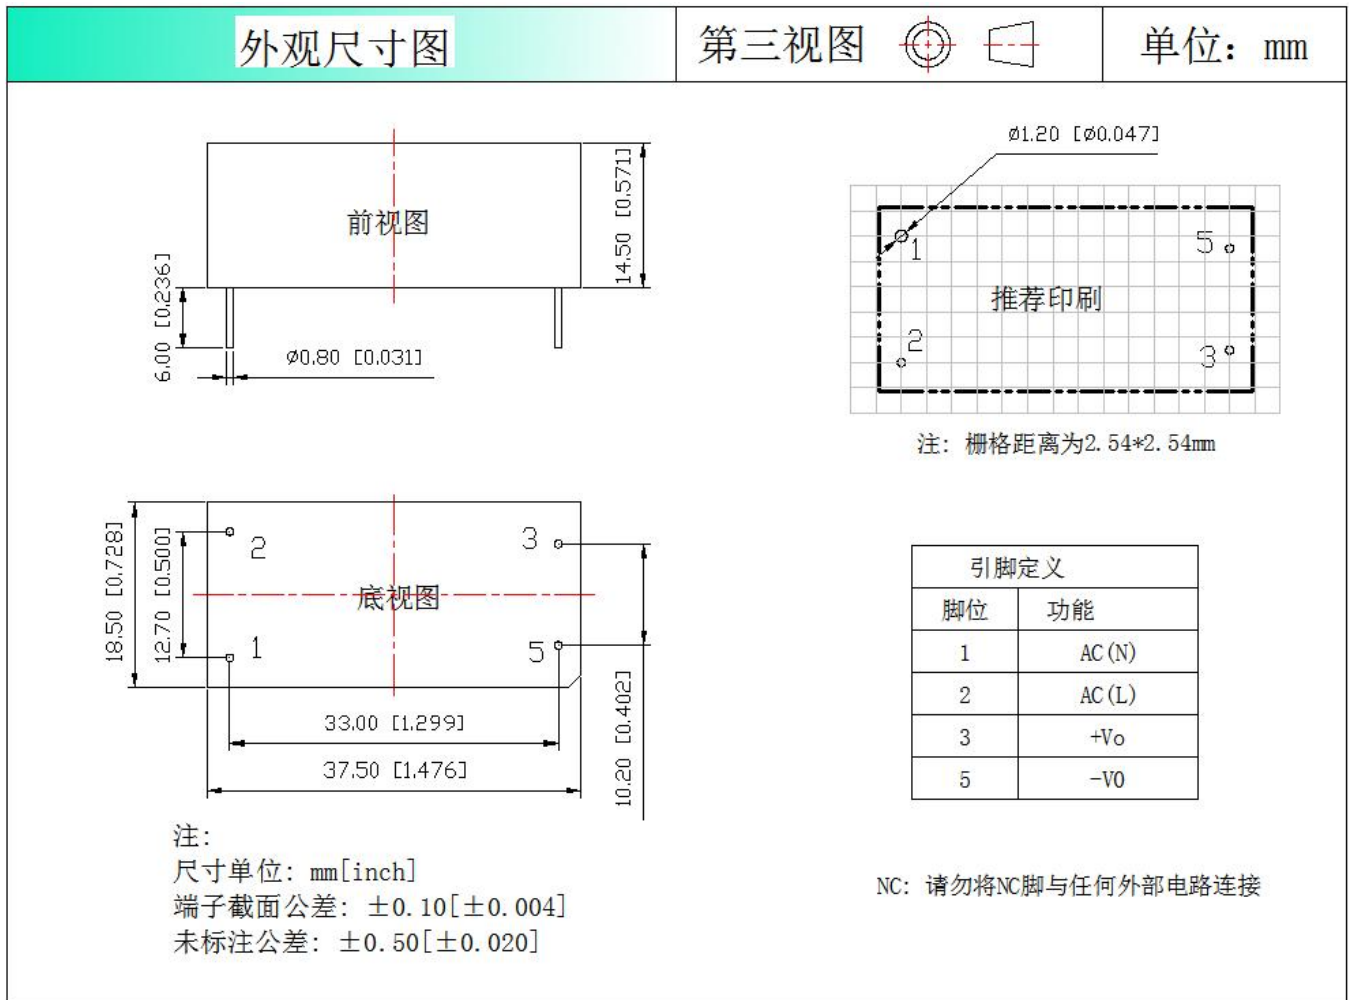 外观尺寸图
第三视图
单位: mm
前视图
14.50 [0.571]
6.00 [0.236]
ø0.80 [0.031]
ø1.20 [ø0.047]
1
5
推荐印刷
2
3
注: 栅格距离为2.54*2.54mm
18.50 [0.728]
12.70 [0.500]
2
3
底视图
1
5
33.00 [1.299]
37.50 [1.476]
10.20 [0.402]
引脚定义
脚位 功能
1 AC(N)
2 AC(L)
3 +Vo
5 -V0
注:
尺寸单位: mm[inch]
端子截面公差: ±0.10[±0.004]
未标注公差: ±0.50[±0.020]
NC: 请勿将NC脚与任何外部电路连接